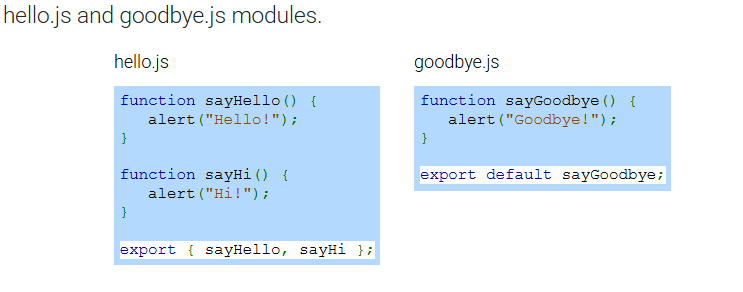 hello.js and goodbye.js modules.
hello.js
function sayHello() {
   alert("Hello!");
}

function sayHi() {
   alert("Hi!");
}

export { sayHello, sayHi };
goodbye.js
function sayGoodbye() {
   alert("Goodbye!");
}

export default sayGoodbye;